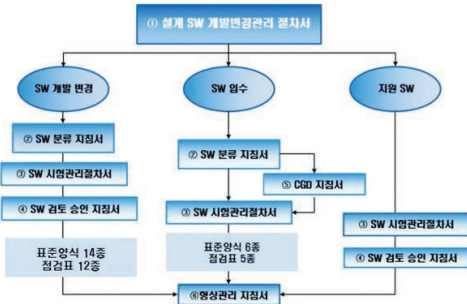 ① 설계 SW 개발변경관리 절차서
SW 개발 변경
SW 입수
지원 SW
② SW 분류 지침서
③ SW 시험관리절차서
④ SW 검토 승인 지침서
표준양식 14종
점검표 12종
② SW 분류 지침서
⑤ CGD 지침서
③ SW 시험관리절차서
표준양식 6종
점검표 5종
③ SW 시험관리절차서
④ SW 검토 승인 지침서
⑥형상관리 지침서